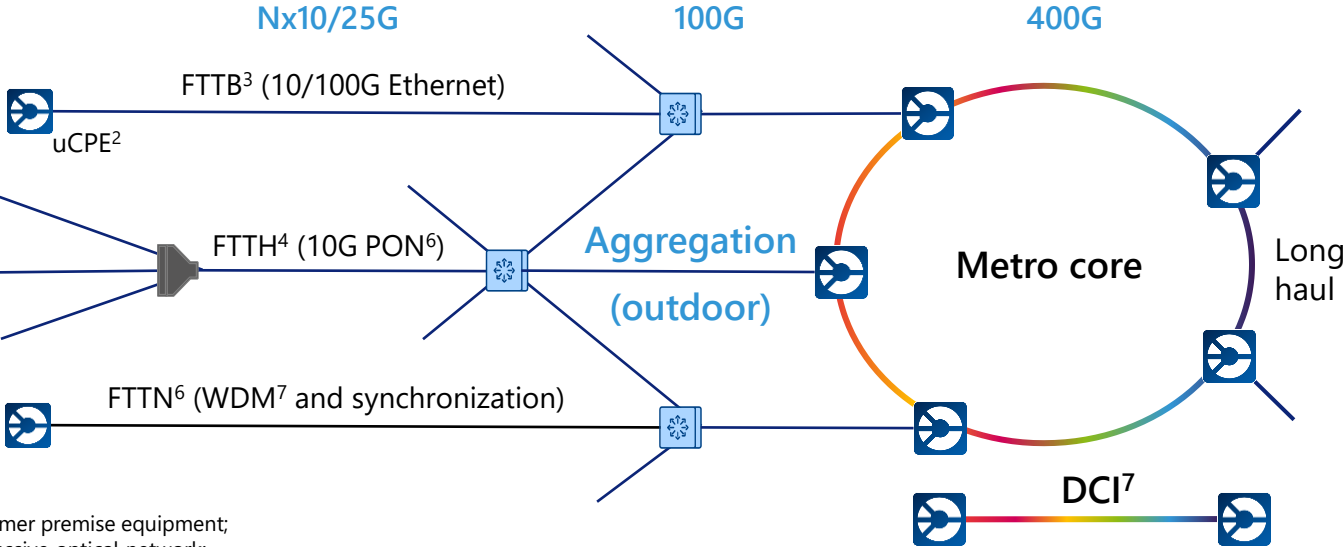 Nx10/25G 100G 400G
FTTB³ (10/100G Ethernet)
uCPE²
FTTH⁴ (10G PON⁶)
Aggregation
(outdoor)
Metro core
Long
haul
FTTN⁶ (WDM⁷ and synchronization)
DCI⁷
mer premise equipment;